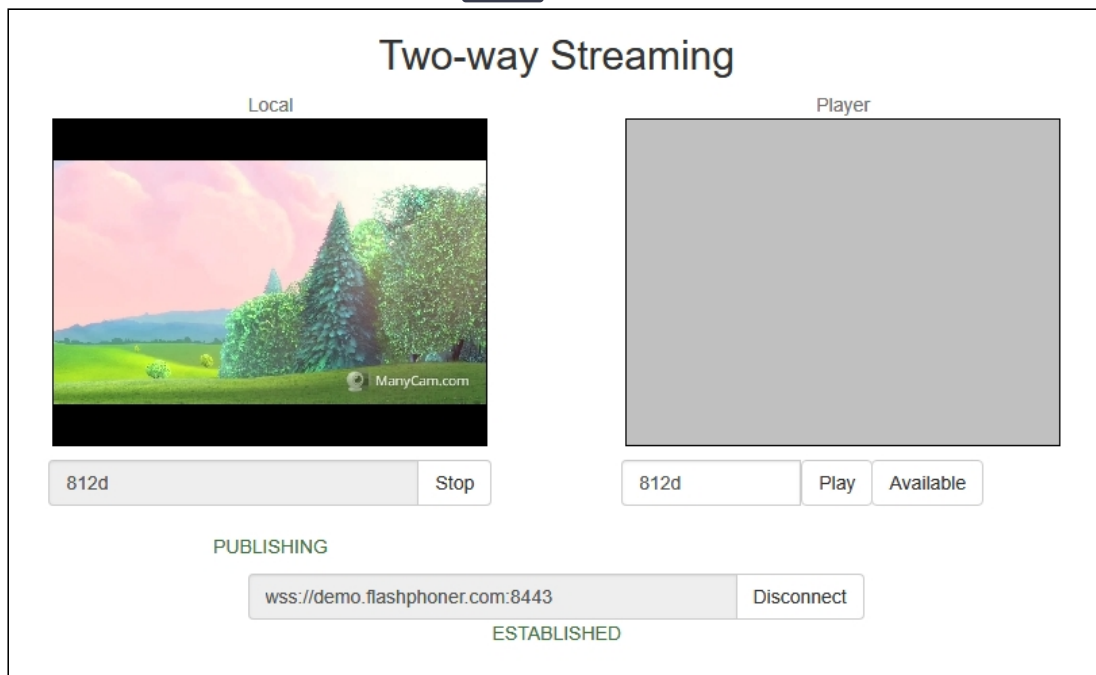 Two-way Streaming
Local
Player
ManyCam.com
812d
Stop
812d
Play
Available
PUBLISHING
wss://demo.flashphoner.com:8443
Disconnect
ESTABLISHED